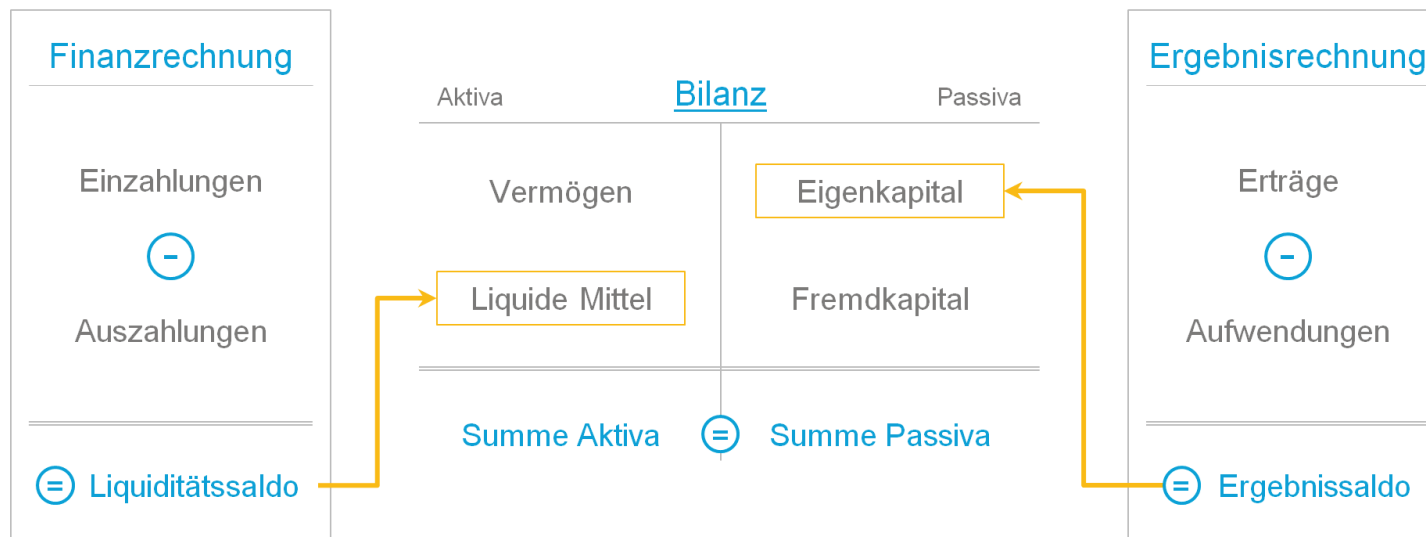 Finanzrechnung
Einzahlungen
-
Auszahlungen
= Liquiditätssaldo
Aktiva Bilanz Passiva
Vermögen Eigenkapital
Liquide Mittel Fremdkapital
Summe Aktiva = Summe Passiva
Ergebnisrechnung
Erträge
-
Aufwendungen
= Ergebnissaldo